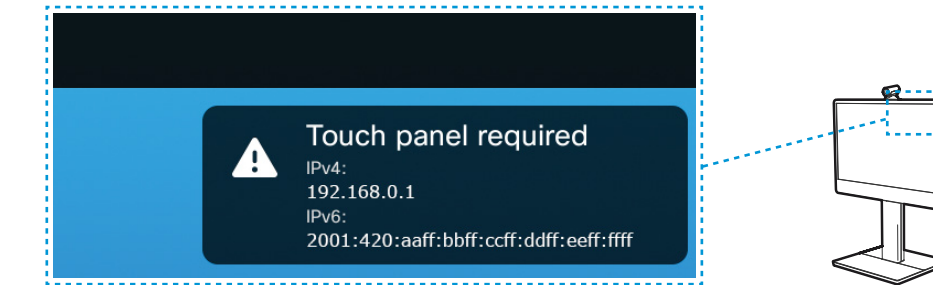 Touch panel required
IPv4:
192.168.0.1
IPv6:
2001:420:aaff:bbff:ccff:ddff:eeff:ffff